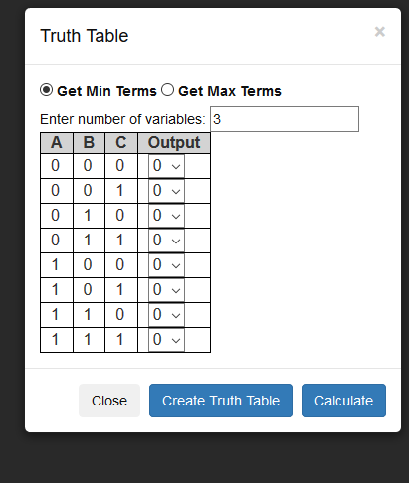 Truth Table ×
Get Min Terms Get Max Terms
Enter number of variables: 3
A B C Output
0 0 0 0
0 0 1 0
0 1 0 0
0 1 1 0
1 0 0 0
1 0 1 0
1 1 0 0
1 1 1 0
Close Create Truth Table Calculate